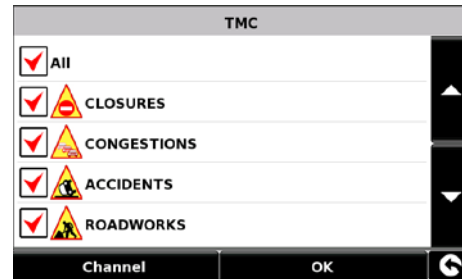 TMC
All
CLOSURES
CONGESTIONS
ACCIDENTS
ROADWORKS
Channel OK